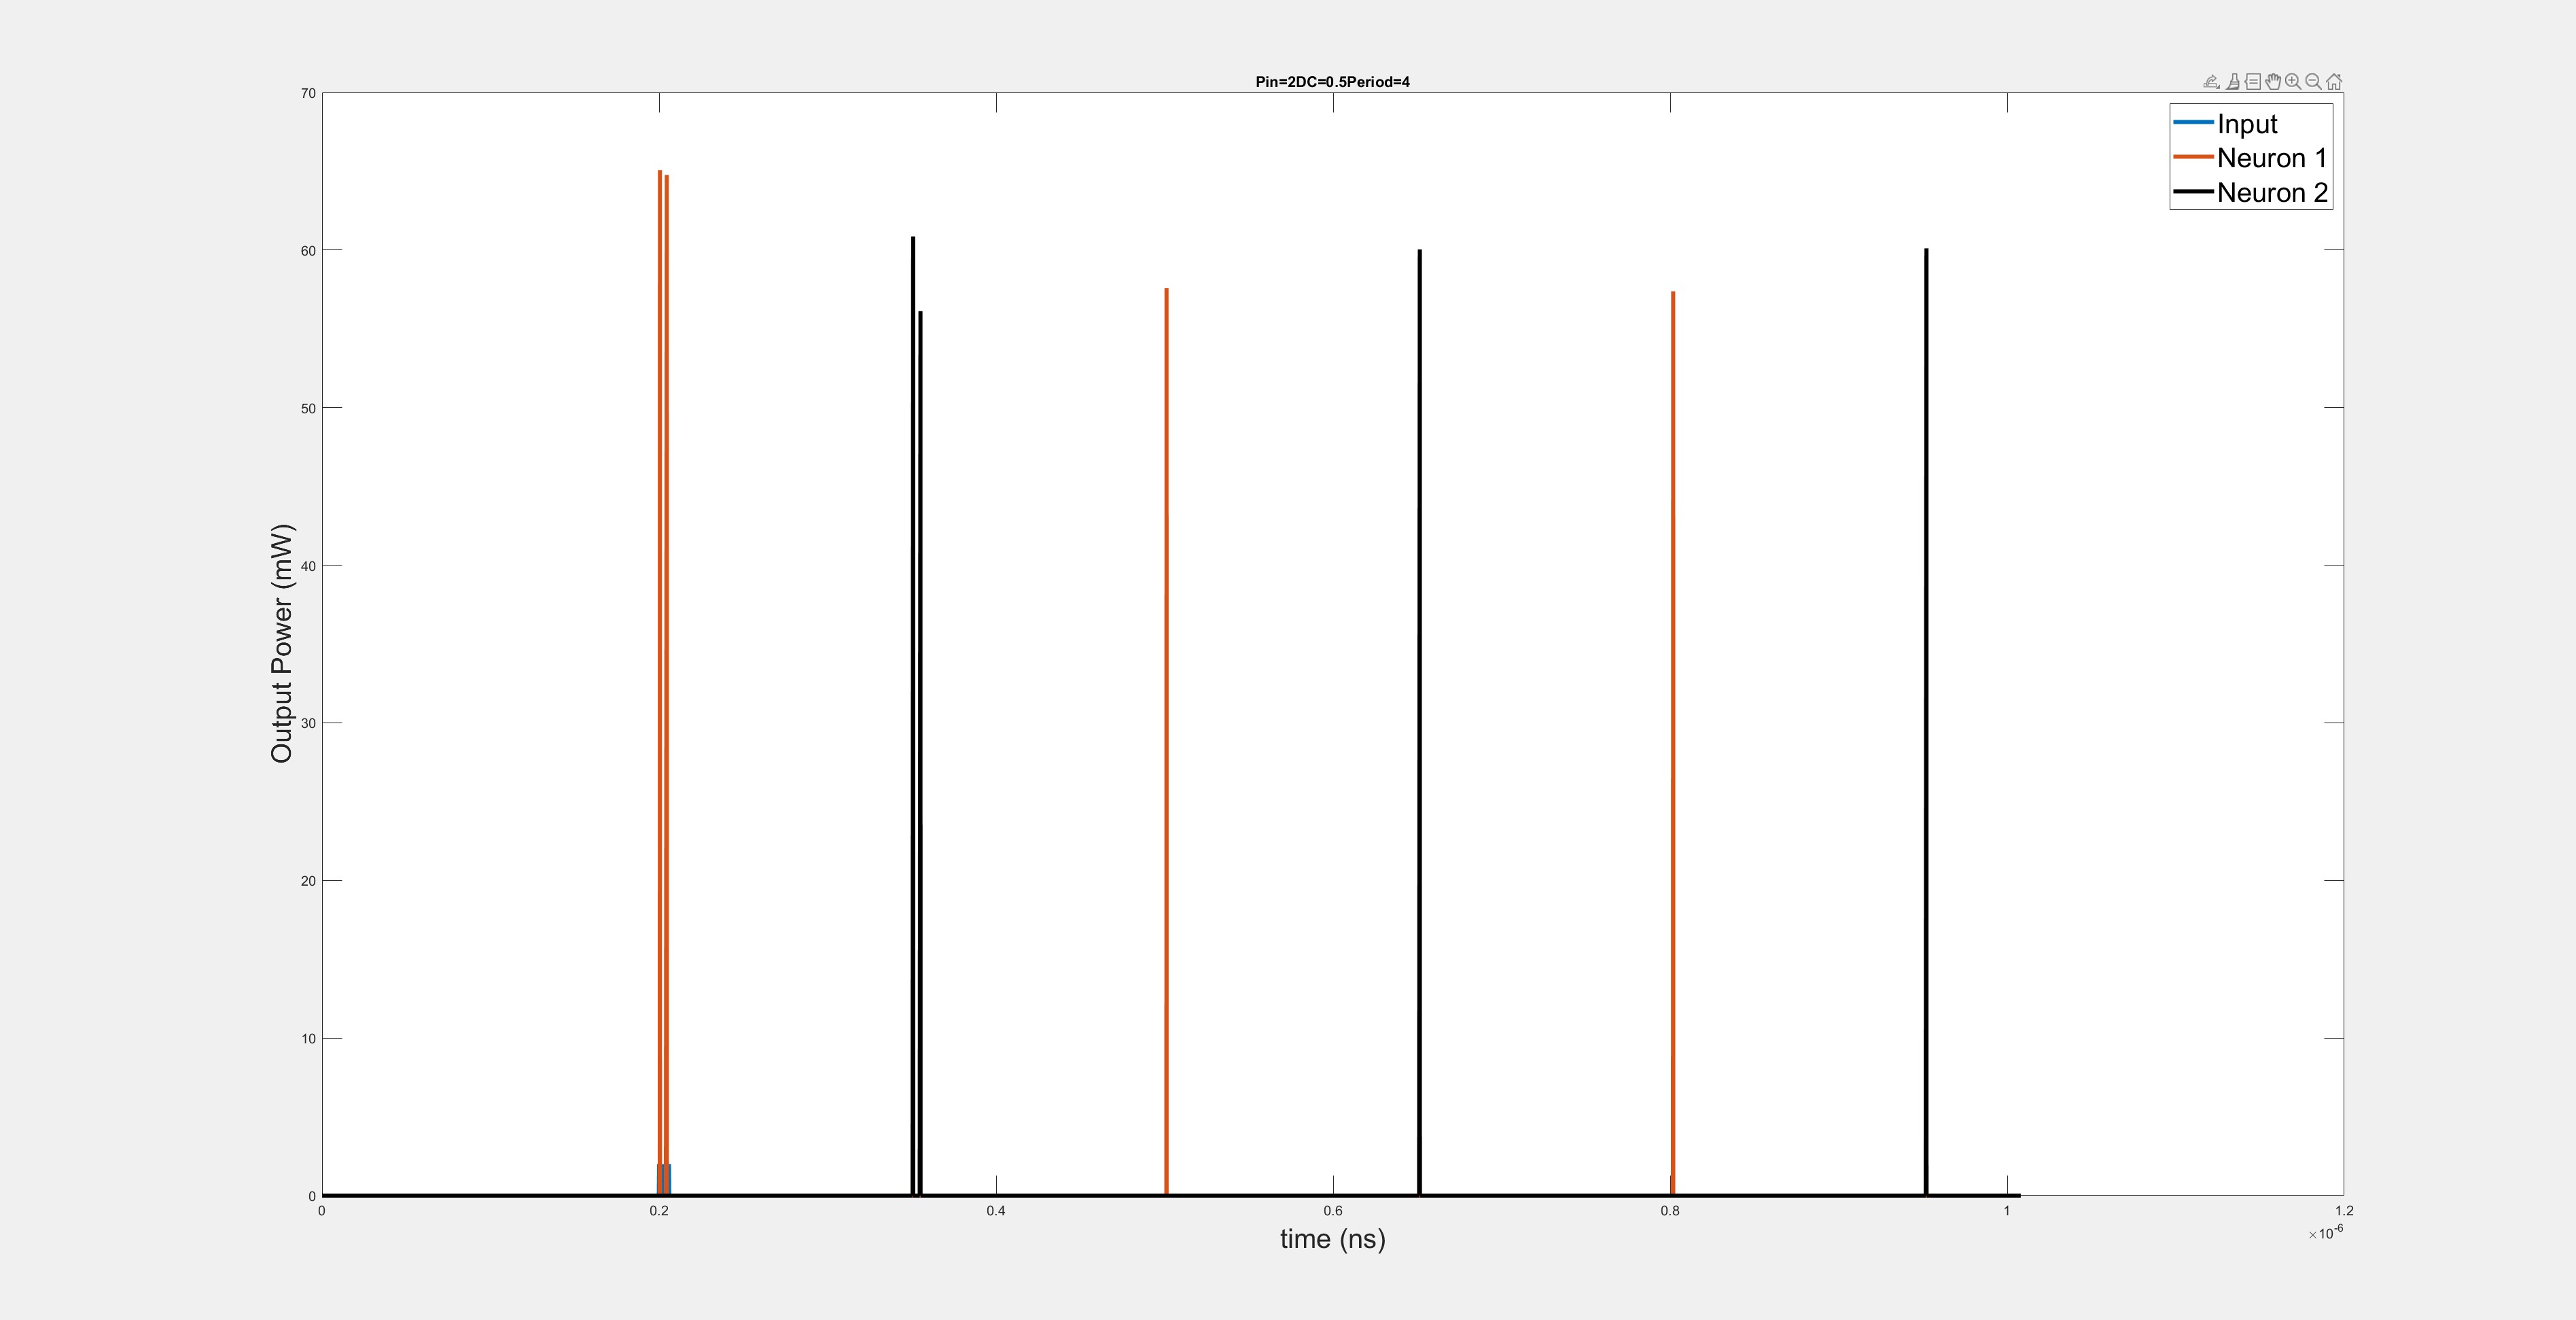 Pin=2DC=0.5Period=4
70
60
50
40
30
20
10
0
Output Power (mW)
Input
Neuron 1
Neuron 2
0 0.2 0.4 0.6 0.8 1 1.2
×10-6
time (ns)